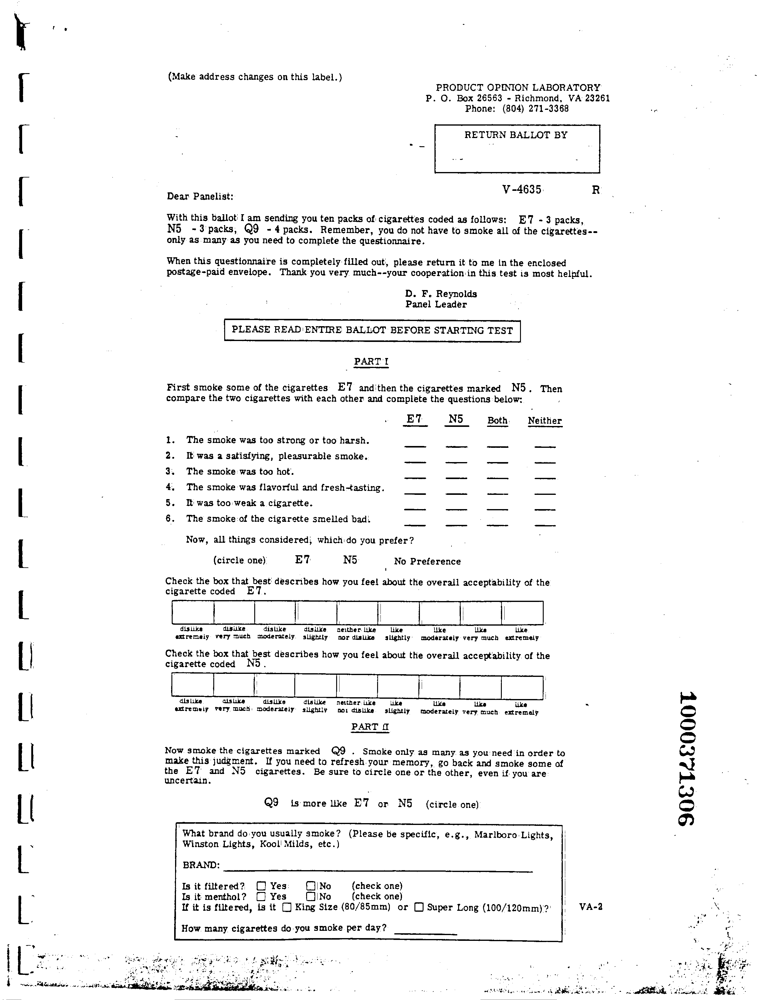 (Make address changes on this label.)
PRODUCT OPINION LABORATORY
P. O. Box 26563 - Richmond, VA 23261
Phone: (804) 271-3368
RETURN BALLOT BY
V-4635 R
Dear Panelist:
With this ballot I am sending you ten packs of cigarettes coded as follows: E7 - 3 packs,
N5 - 3 packs, Q9 - 4 packs. Remember, you do not have to smoke all of the cigarettes--
only as many as you need to complete the questionnaire.
When this questionnaire is completely filled out, please return it to me in the enclosed
postage-paid envelope. Thank you very much--your cooperation in this test is most helpful.
D. F. Reynolds
Panel Leader
PLEASE READ ENTIRE BALLOT BEFORE STARTING TEST
PART I
First smoke some of the cigarettes E7 and then the cigarettes marked N5. Then
compare the two cigarettes with each other and complete the questions below:
E7 N5 Both Neither
1. The smoke was too strong or too harsh.
2. It was a satisfying, pleasurable smoke.
3. The smoke was too hot.
4. The smoke was flavorful and fresh-tasting.
5. It was too weak a cigarette.
6. The smoke of the cigarette smelled bad.
Now, all things considered, which do you prefer?
(circle one) E7 N5 No Preference
Check the box that best describes how you feel about the overall acceptability of the
cigarette coded E7.
dislike dislike dislike dislike neither like like like like like
extremely very much moderately slightly nor dislike slightly moderately very much extremely
Check the box that best describes how you feel about the overall acceptability of the
cigarette coded N5.
dislike dislike dislike dislike neither like like like like like
extremely very much moderately slightly nor dislike slightly moderately very much extremely
PART II
Now smoke the cigarettes marked Q9. Smoke only as many as you need in order to
make this judgment. If you need to refresh your memory, go back and smoke some of
the E7 and N5 cigarettes. Be sure to circle one or the other, even if you are
uncertain.
Q9 is more like E7 or N5 (circle one)
What brand do you usually smoke? (Please be specific, e.g., Marlboro Lights,
Winston Lights, Kool Milds, etc.)
BRAND:
Is it filtered? Yes No (check one)
Is it menthol? Yes No (check one)
If it is filtered, is it King Size (80/85mm) or Super Long (100/120mm)?
How many cigarettes do you smoke per day?
VA-2
1000371306